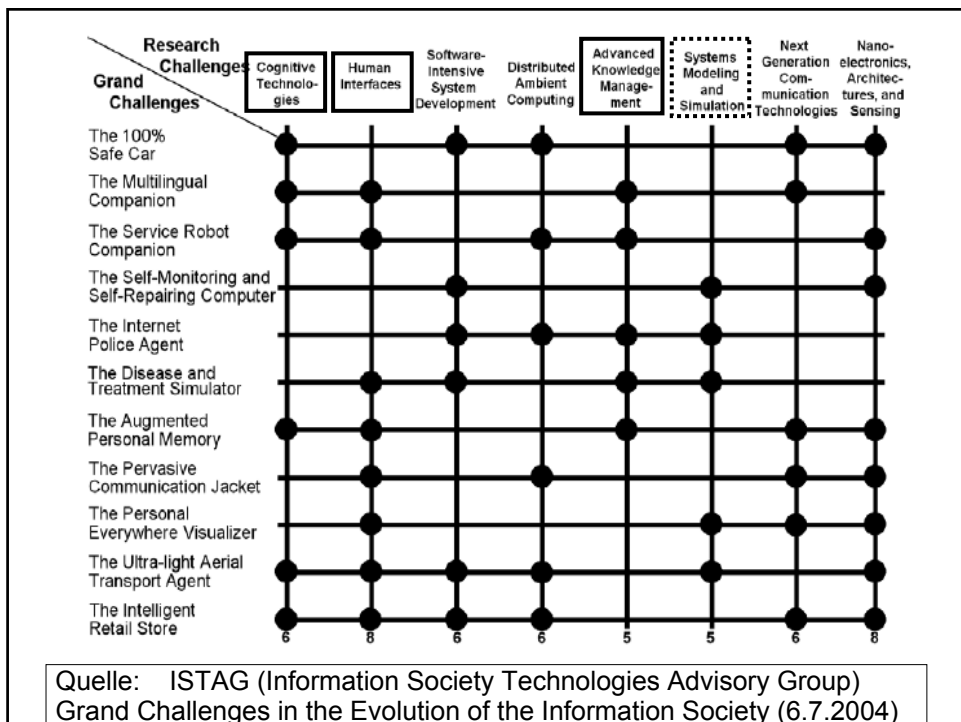 Research
Challenges
Grand
Challenges
Cognitive
Technolo-
gies
Human
Interfaces
Software-
Intensive
System
Development
Distributed
Ambient
Computing
Advanced
Knowledge
Manage-
ment
Systems
Modeling
and
Simulation
Next
Generation
Com-
munication
Technologies
Nano-
electronics,
Architec-
tures, and
Sensing
The 100%
Safe Car
The Multilingual
Companion
The Service Robot
Companion
The Self-Monitoring and
Self-Repairing Computer
The Internet
Police Agent
The Disease and
Treatment Simulator
The Augmented
Personal Memory
The Pervasive
Communication Jacket
The Personal
Everywhere Visualizer
The Ultra-light Aerial
Transport Agent
The Intelligent
Retail Store
6 8 6 6 5 5 6 8
Quelle: ISTAG (Information Society Technologies Advisory Group)
Grand Challenges in the Evolution of the Information Society (6.7.2004)